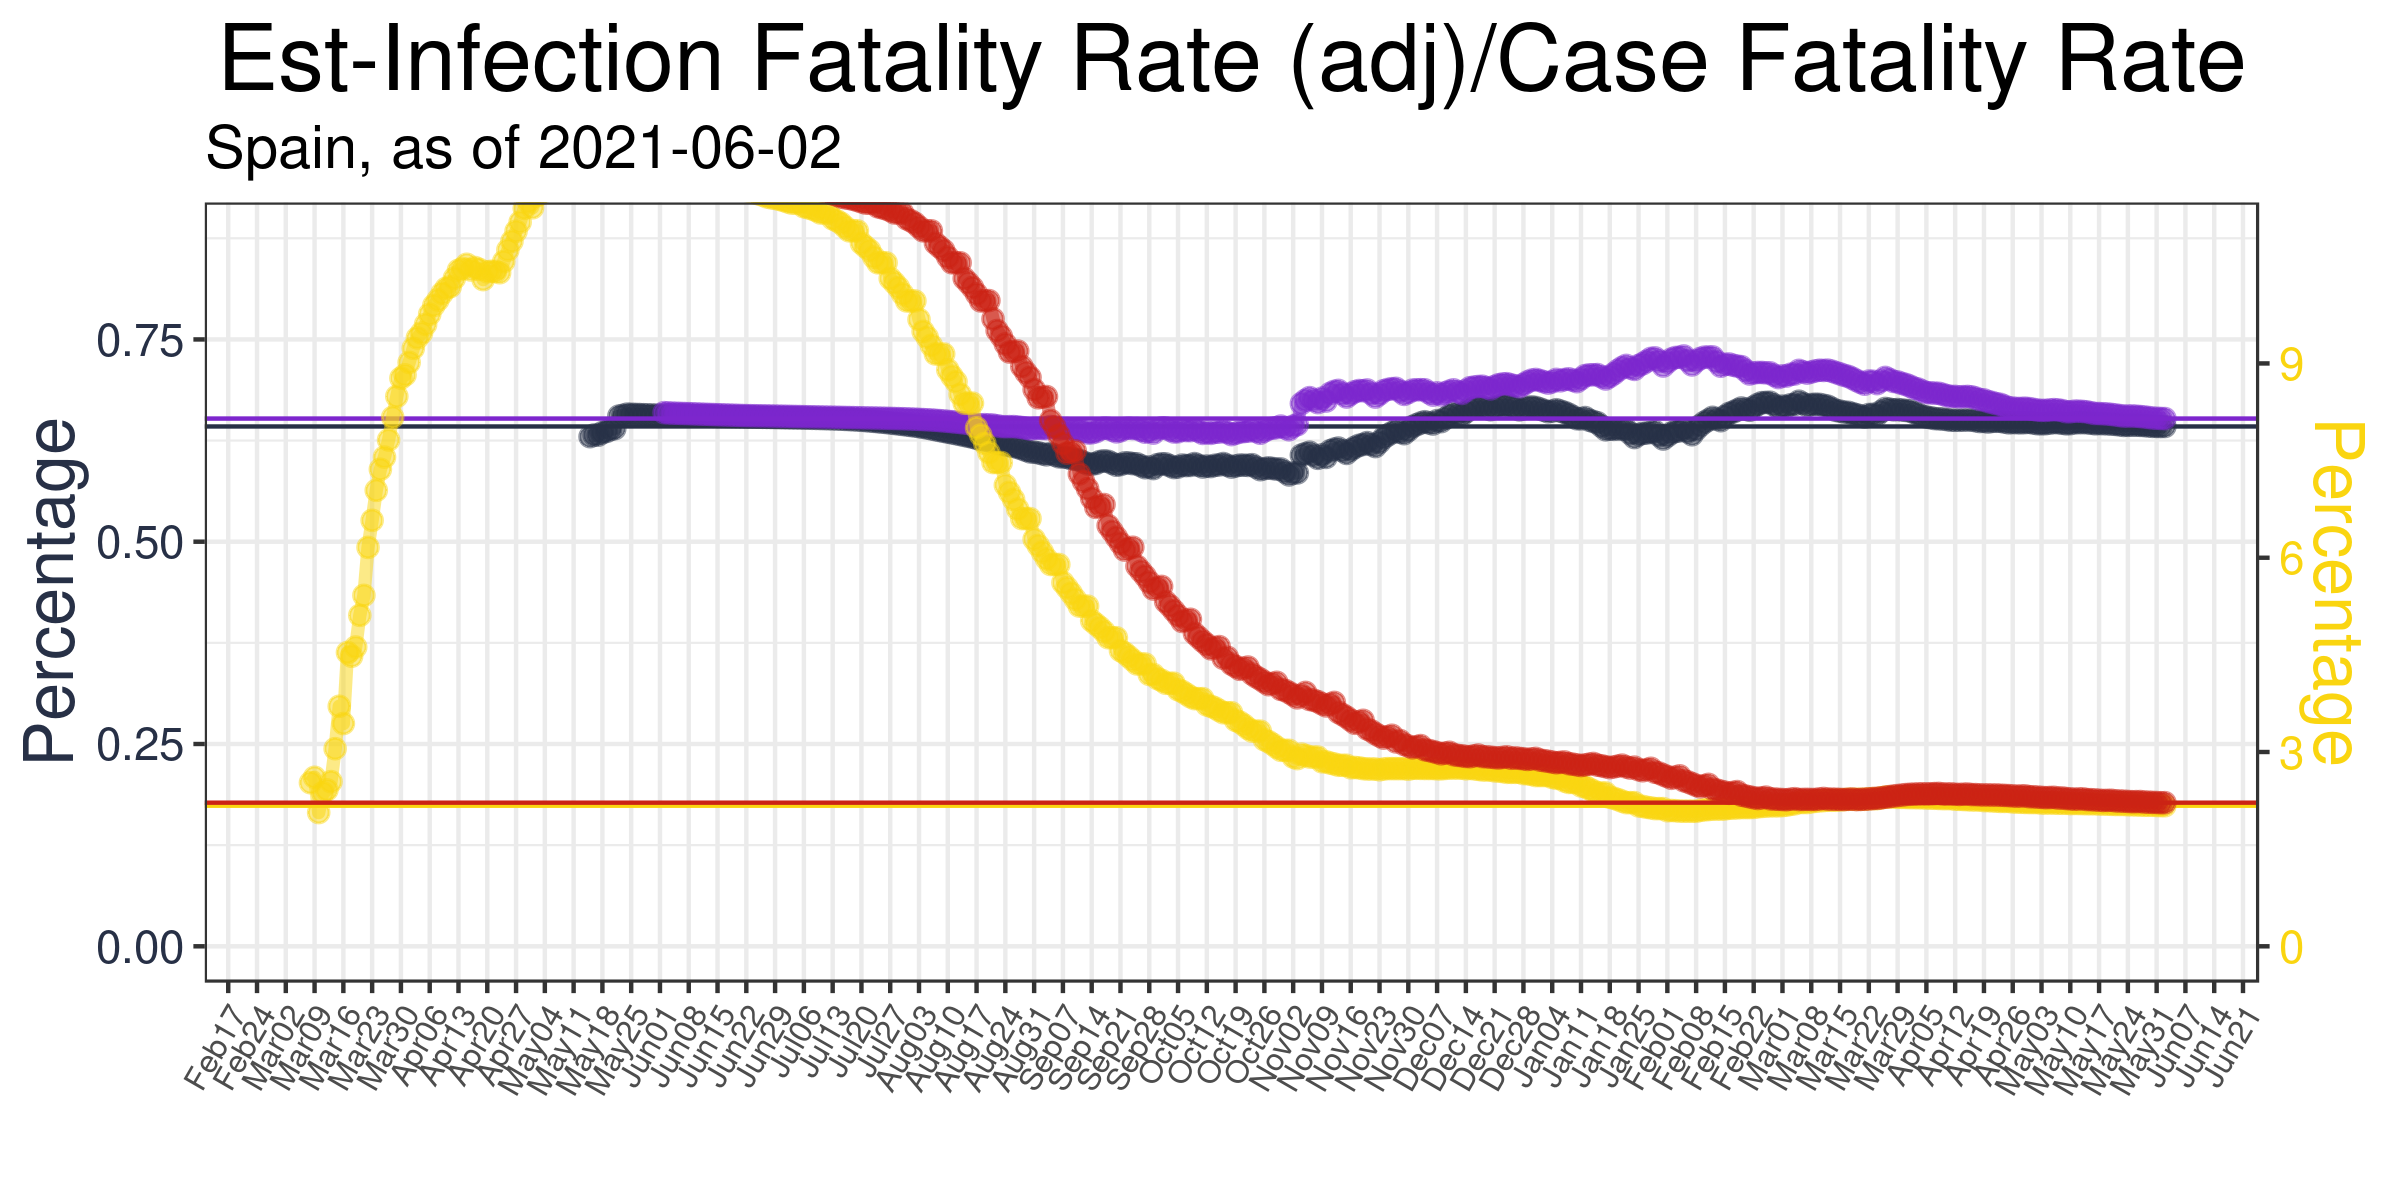 Est-Infection Fatality Rate (adj)/Case Fatality Rate
Spain, as of 2021-06-02
Percentage
0.75
0.50
0.25
0.00
9
6
3
0
Percentage
Feb17
Feb24
Mar02
Mar09
Mar16
Mar23
Mar30
Apr06
Apr13
Apr20
Apr27
May04
May11
May18
May25
Jun01
Jun08
Jun15
Jun22
Jun29
Jul06
Jul13
Jul20
Jul27
Aug03
Aug10
Aug17
Aug24
Aug31
Sep07
Sep14
Sep21
Sep28
Oct05
Oct12
Oct19
Oct26
Nov02
Nov09
Nov16
Nov23
Nov30
Dec07
Dec14
Dec21
Dec28
Jan04
Jan11
Jan18
Jan25
Feb01
Feb08
Feb15
Feb22
Mar01
Mar08
Mar15
Mar22
Mar29
Apr05
Apr12
Apr19
Apr26
May03
May10
May17
May24
May31
Jun07
Jun14
Jun21